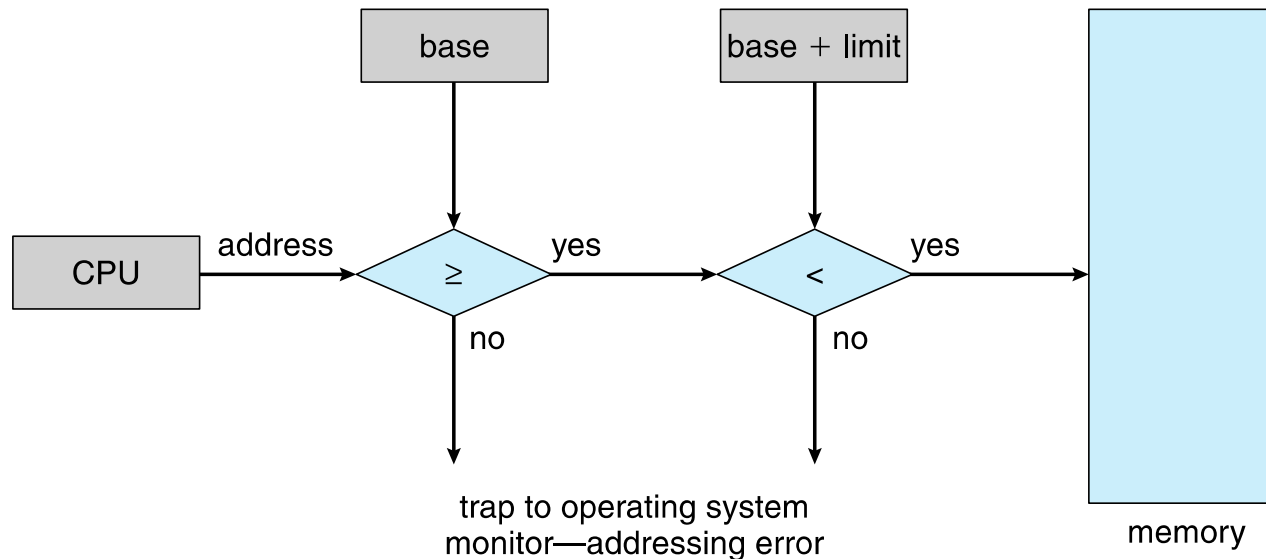 base
base + limit
CPU
address
≥
yes
<
yes
no
no
trap to operating system
monitor—addressing error
memory